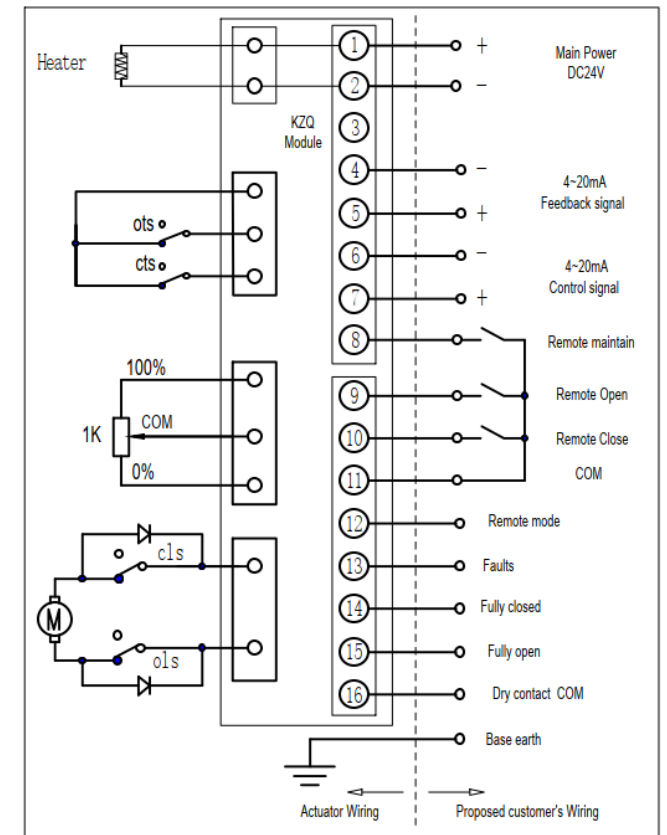 Heater
KZQ
Module
1
+
Main Power
DC24V
2
−
3
4
−
4~20mA
Feedback signal
5
+
ots
6
−
4~20mA
Control signal
cts
7
+
8
Remote maintain
100%
9
Remote Open
1K
COM
10
Remote Close
0%
11
COM
12
Remote mode
cls
13
Faults
M
14
Fully closed
ols
15
Fully open
16
Dry contact COM
Base earth
Actuator Wiring
Proposed customer's Wiring